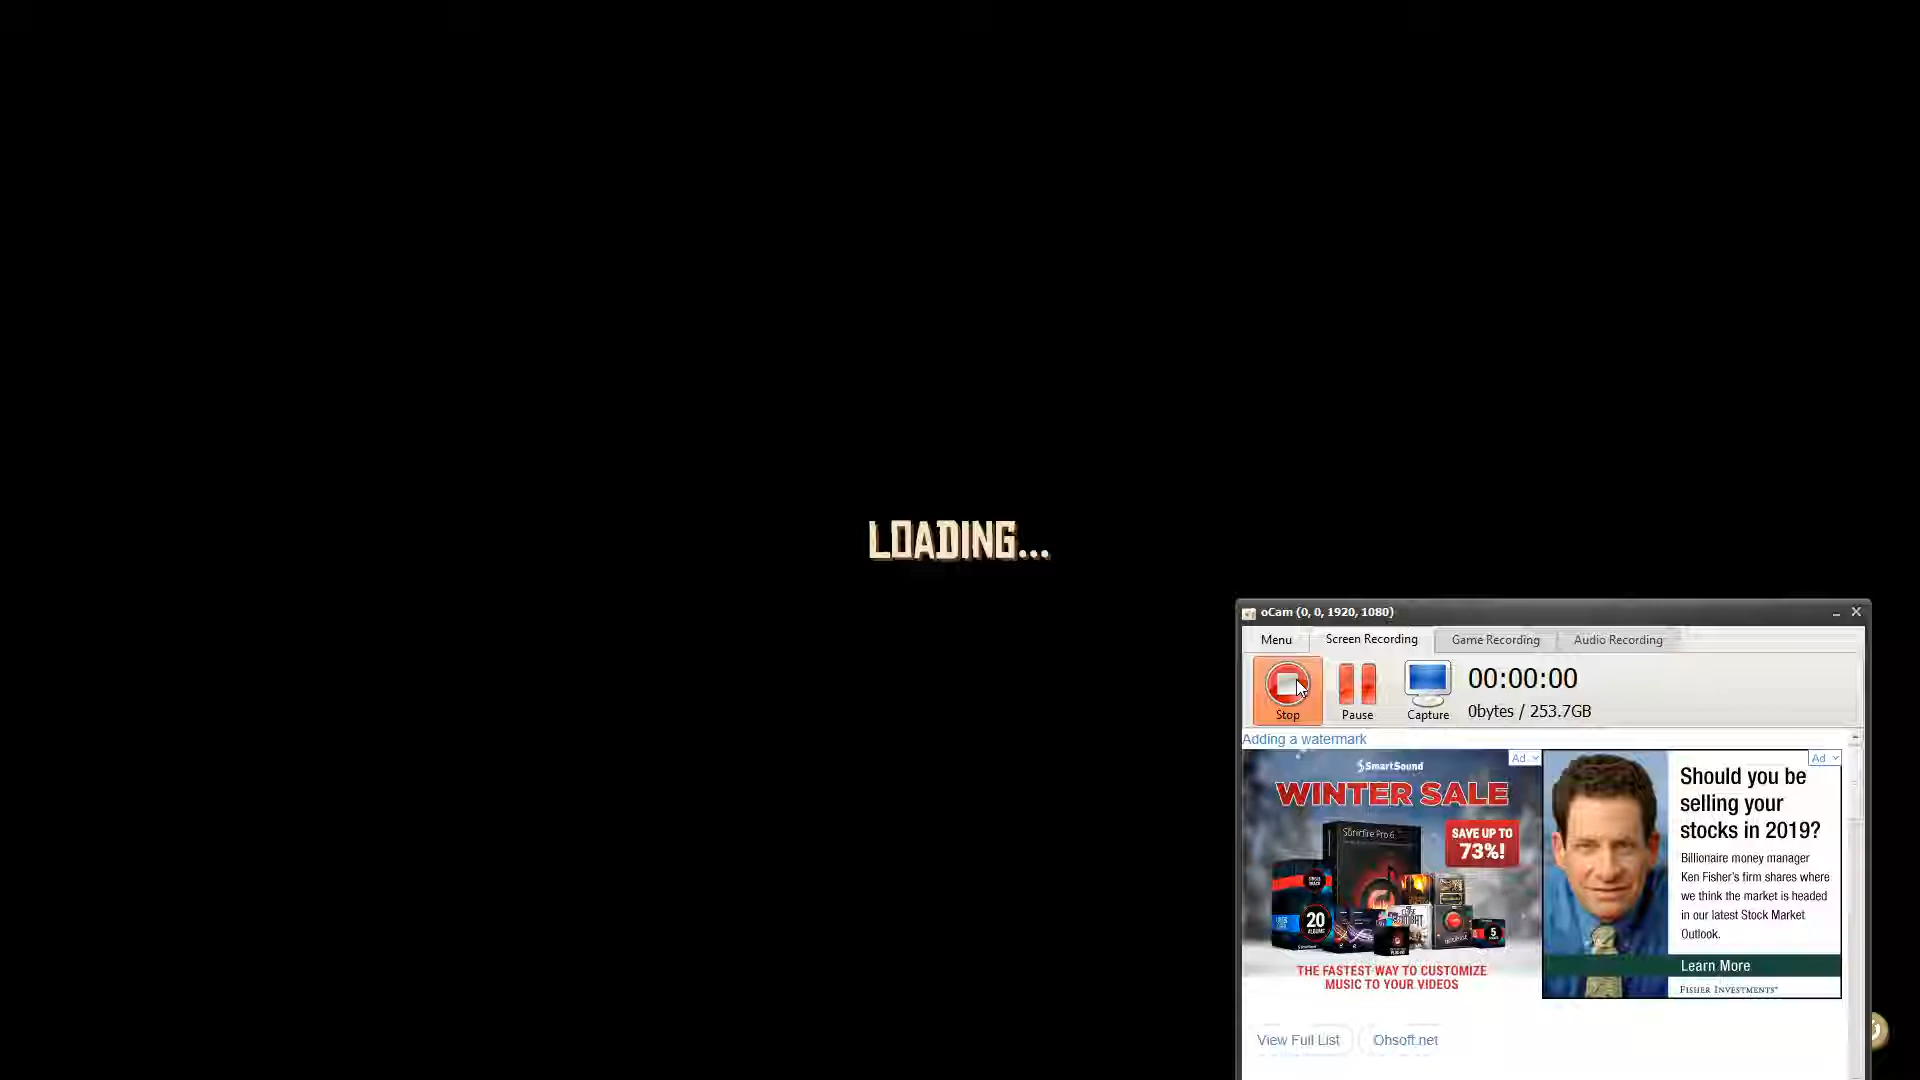 LOADING...
oCam (0, 0, 1920, 1080)
Menu
Screen Recording
Game Recording
Audio Recording
Stop
Pause
Capture
00:00:00
0bytes / 253.7GB
Adding a watermark
Ad
SmartSound
WINTER SALE
Sonicfire Pro 6
SAVE UP TO
73%!
20
ALBUMS
5
THE FASTEST WAY TO CUSTOMIZE
MUSIC TO YOUR VIDEOS
Ad
Should you be
selling your
stocks in 2019?
Billionaire money manager
Ken Fisher's firm shares where
we think the market is headed
in our latest Stock Market
Outlook.
Learn More
FISHER INVESTMENTS
View Full List
Ohsoft.net